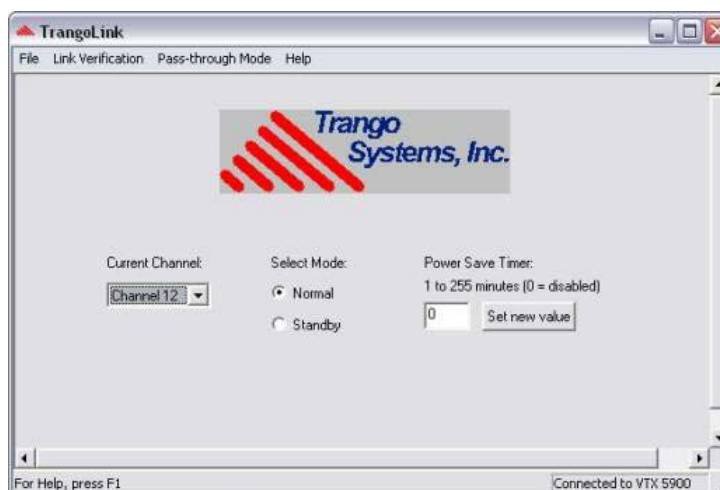 TrangoLink
File Link Verification Pass-through Mode Help
Trango
Systems, Inc.
Current Channel:
Channel 12
Select Mode:
Normal
Standby
Power Save Timer:
1 to 255 minutes (0 = disabled)
0 Set new value
For Help, press F1
Connected to VTX 5900